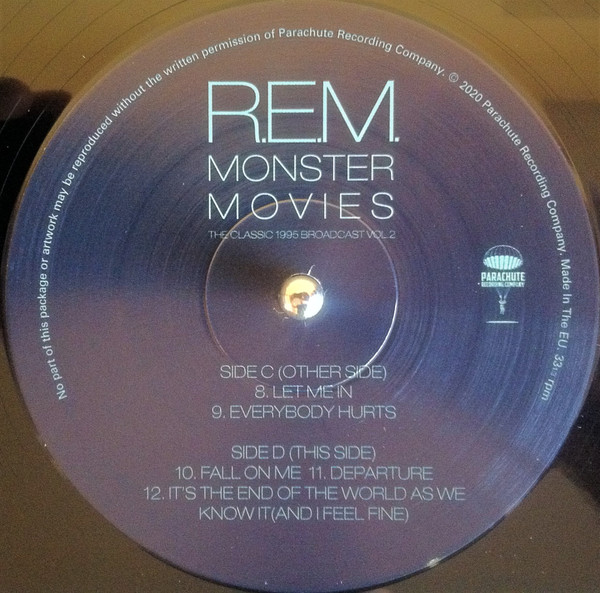 No part of this package or artwork may be reproduced without the written permission of Parachute Recording Company. © 2020 Parachute Recording Company. Made In The EU. 33 1/3 rpm
R.E.M.
MONSTER
MOVIES
THE CLASSIC 1995 BROADCAST VOL.2
PARACHUTE
RECORDING COMPANY
SIDE C (OTHER SIDE)
8. LET ME IN
9. EVERYBODY HURTS
SIDE D (THIS SIDE)
10. FALL ON ME 11. DEPARTURE
12. IT'S THE END OF THE WORLD AS WE
KNOW IT(AND I FEEL FINE)